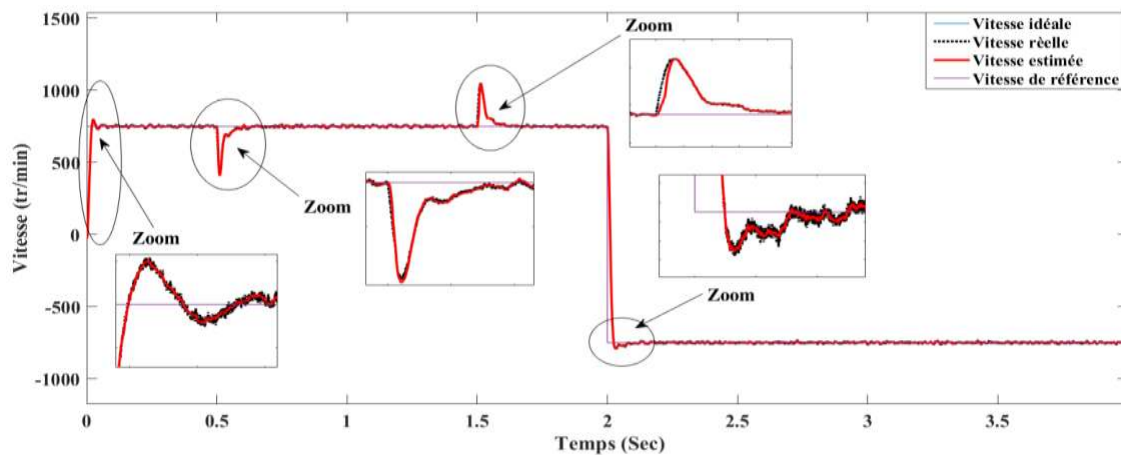 1500
1000
500
0
-500
-1000
Vitesse (tr/min)
0
0.5
1
1.5
2
2.5
3
3.5
4
Temps (Sec)
Zoom
Zoom
Zoom
Zoom
Vitesse idéale
Vitesse rèelle
Vitesse estimée
Vitesse de référence